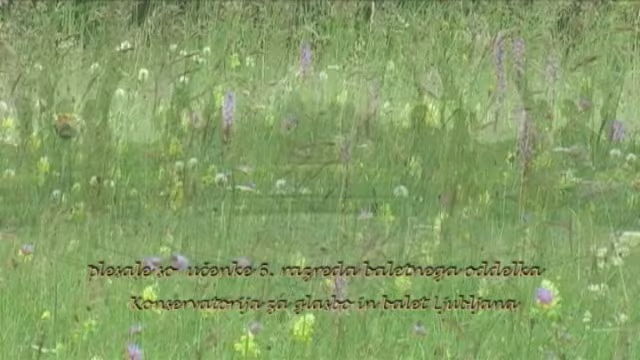 plesale so učenke 5. razreda baletnega oddelka
Konservatorija za glasbo in balet Ljubljana